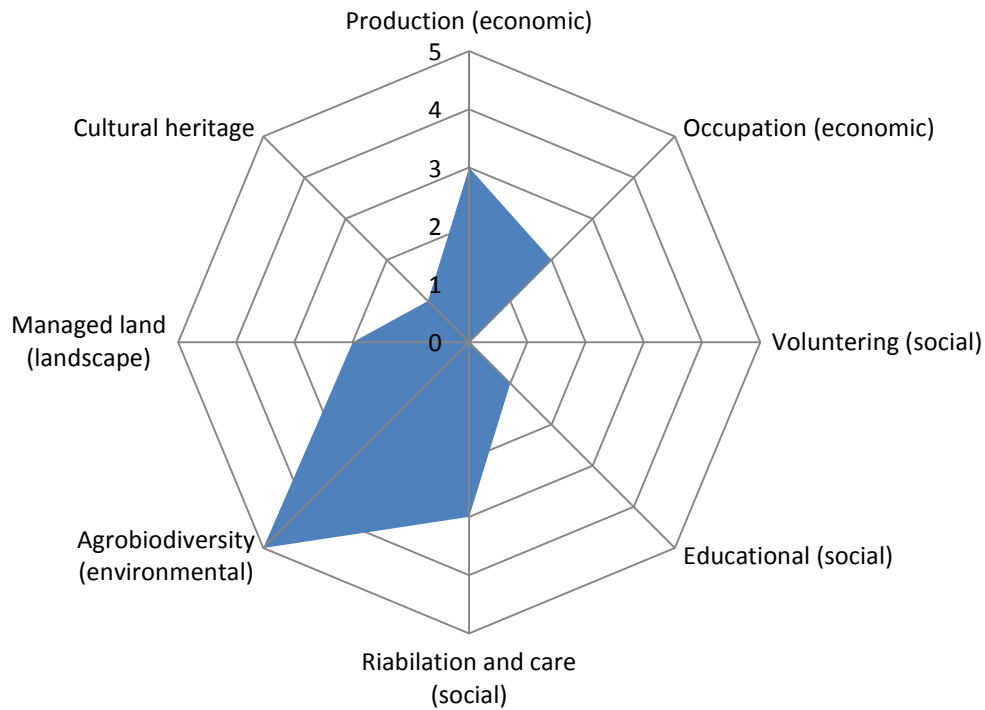 Production (economic)
5
4
3
2
1
0
Occupation (economic)
Voluntering (social)
Educational (social)
Riabilation and care
(social)
Agrobiodiversity
(environmental)
Managed land
(landscape)
Cultural heritage